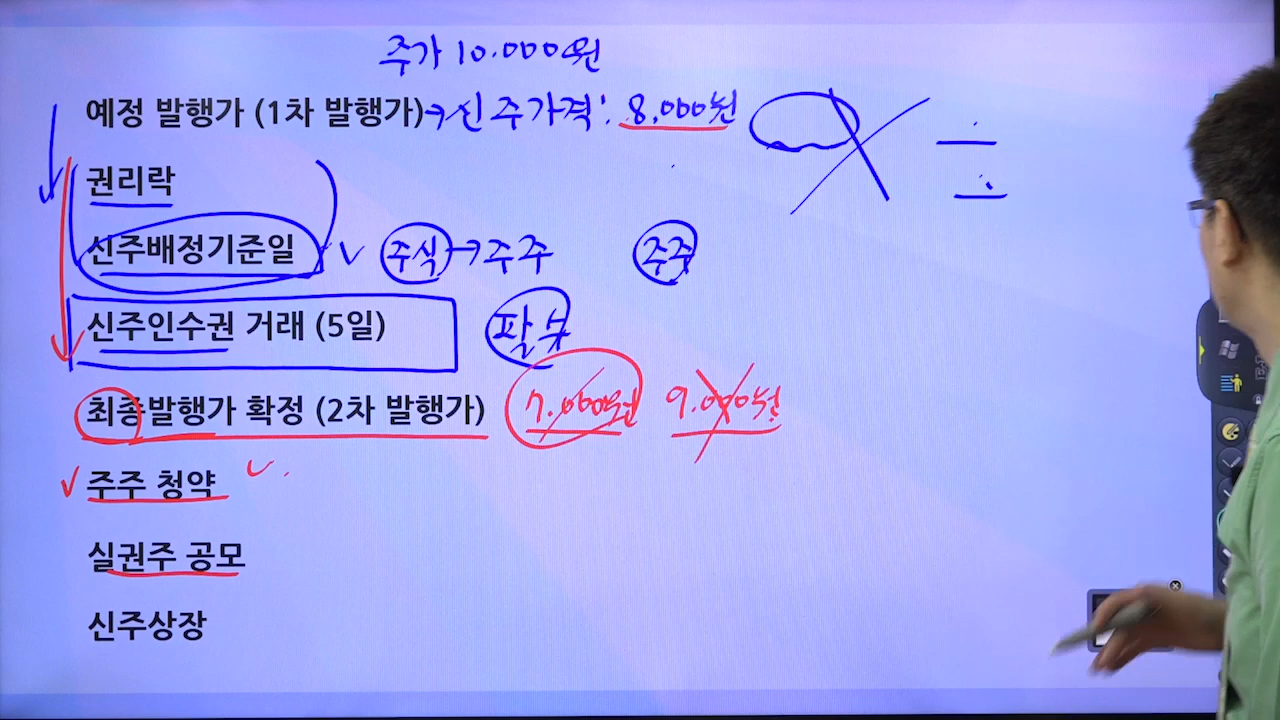 주가 10.000원
예정 발행가 (1차 발행가)→신주가격: 8,000원
권리락
신주배정기준일 주식→주주 주주
신주인수권 거래 (5일)
최종발행가 확정 (2차 발행가) 7.000원 9.000원
주주 청약
실권주 공모
신주상장